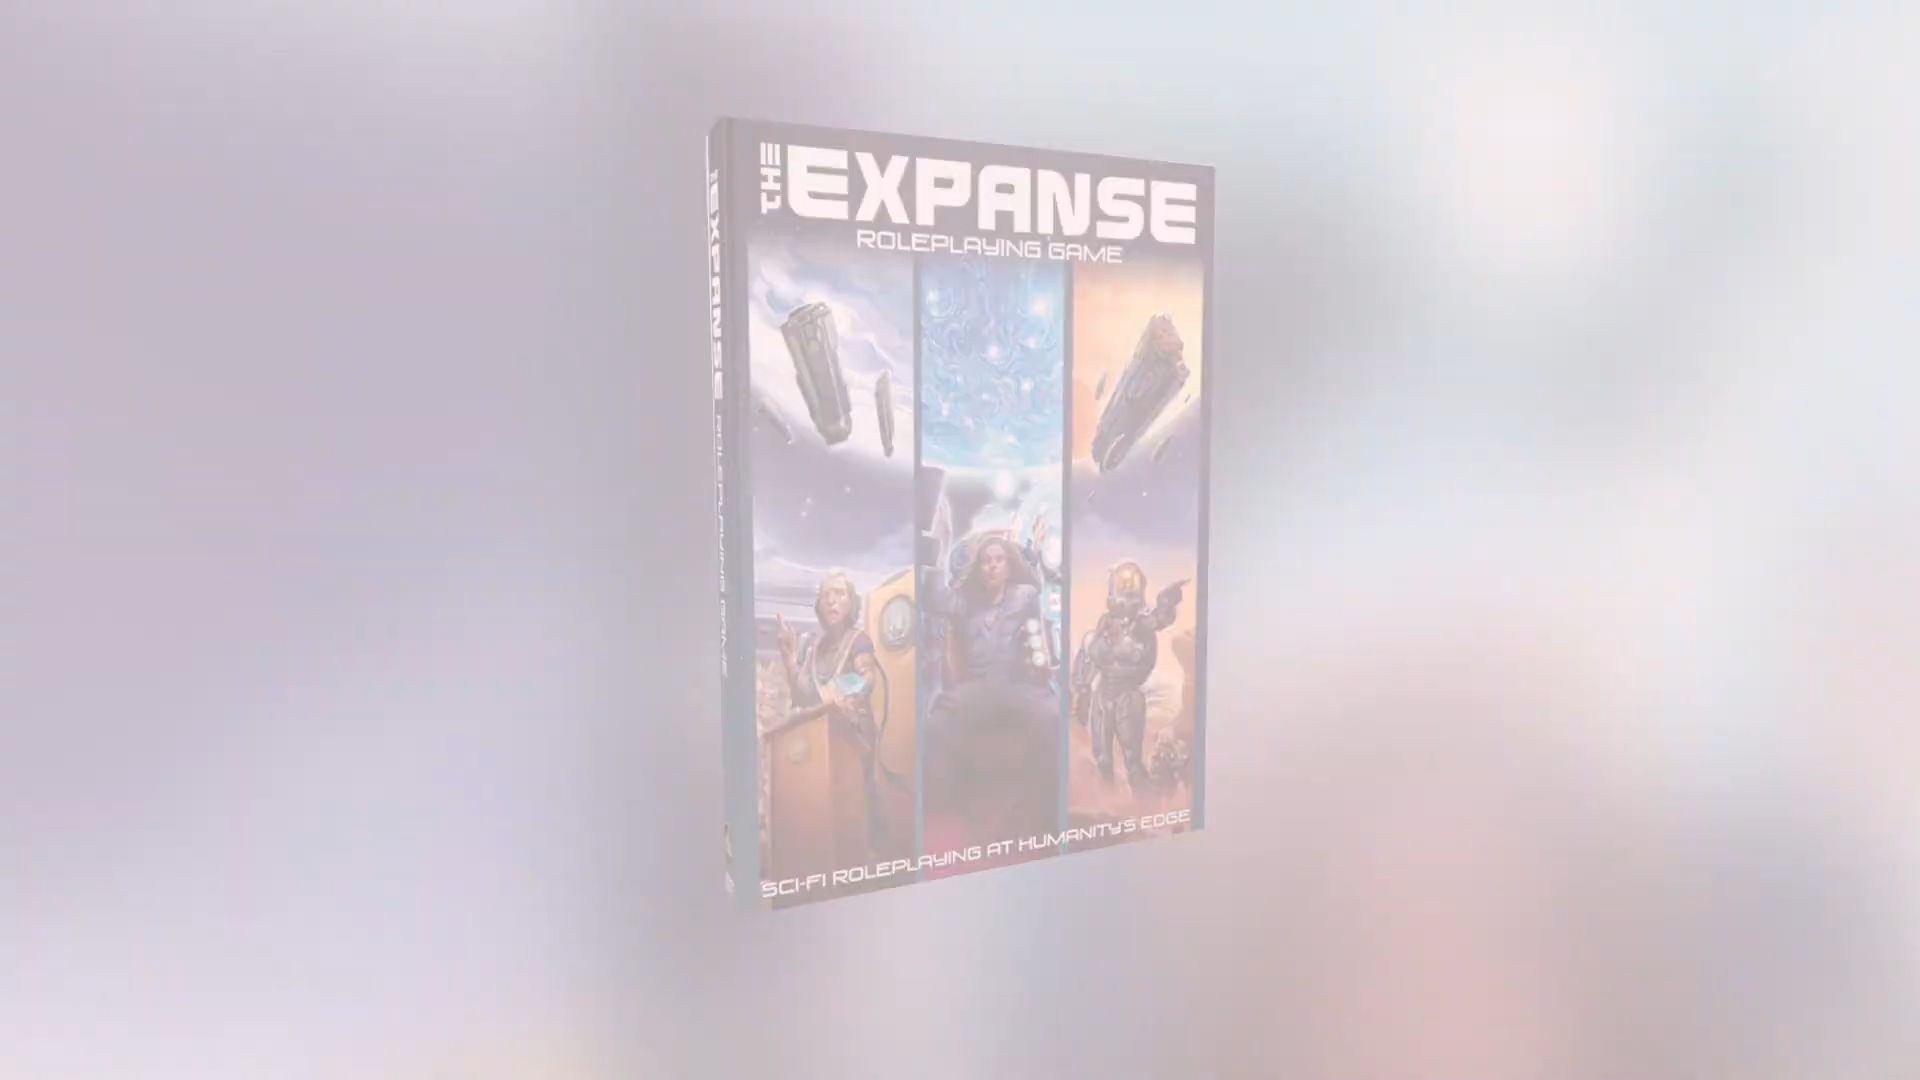 THE EXPANSE
ROLEPLAYING GAME
SCI-FI ROLEPLAYING AT HUMANITY'S EDGE
THE EXPANSE ROLEPLAYING GAME